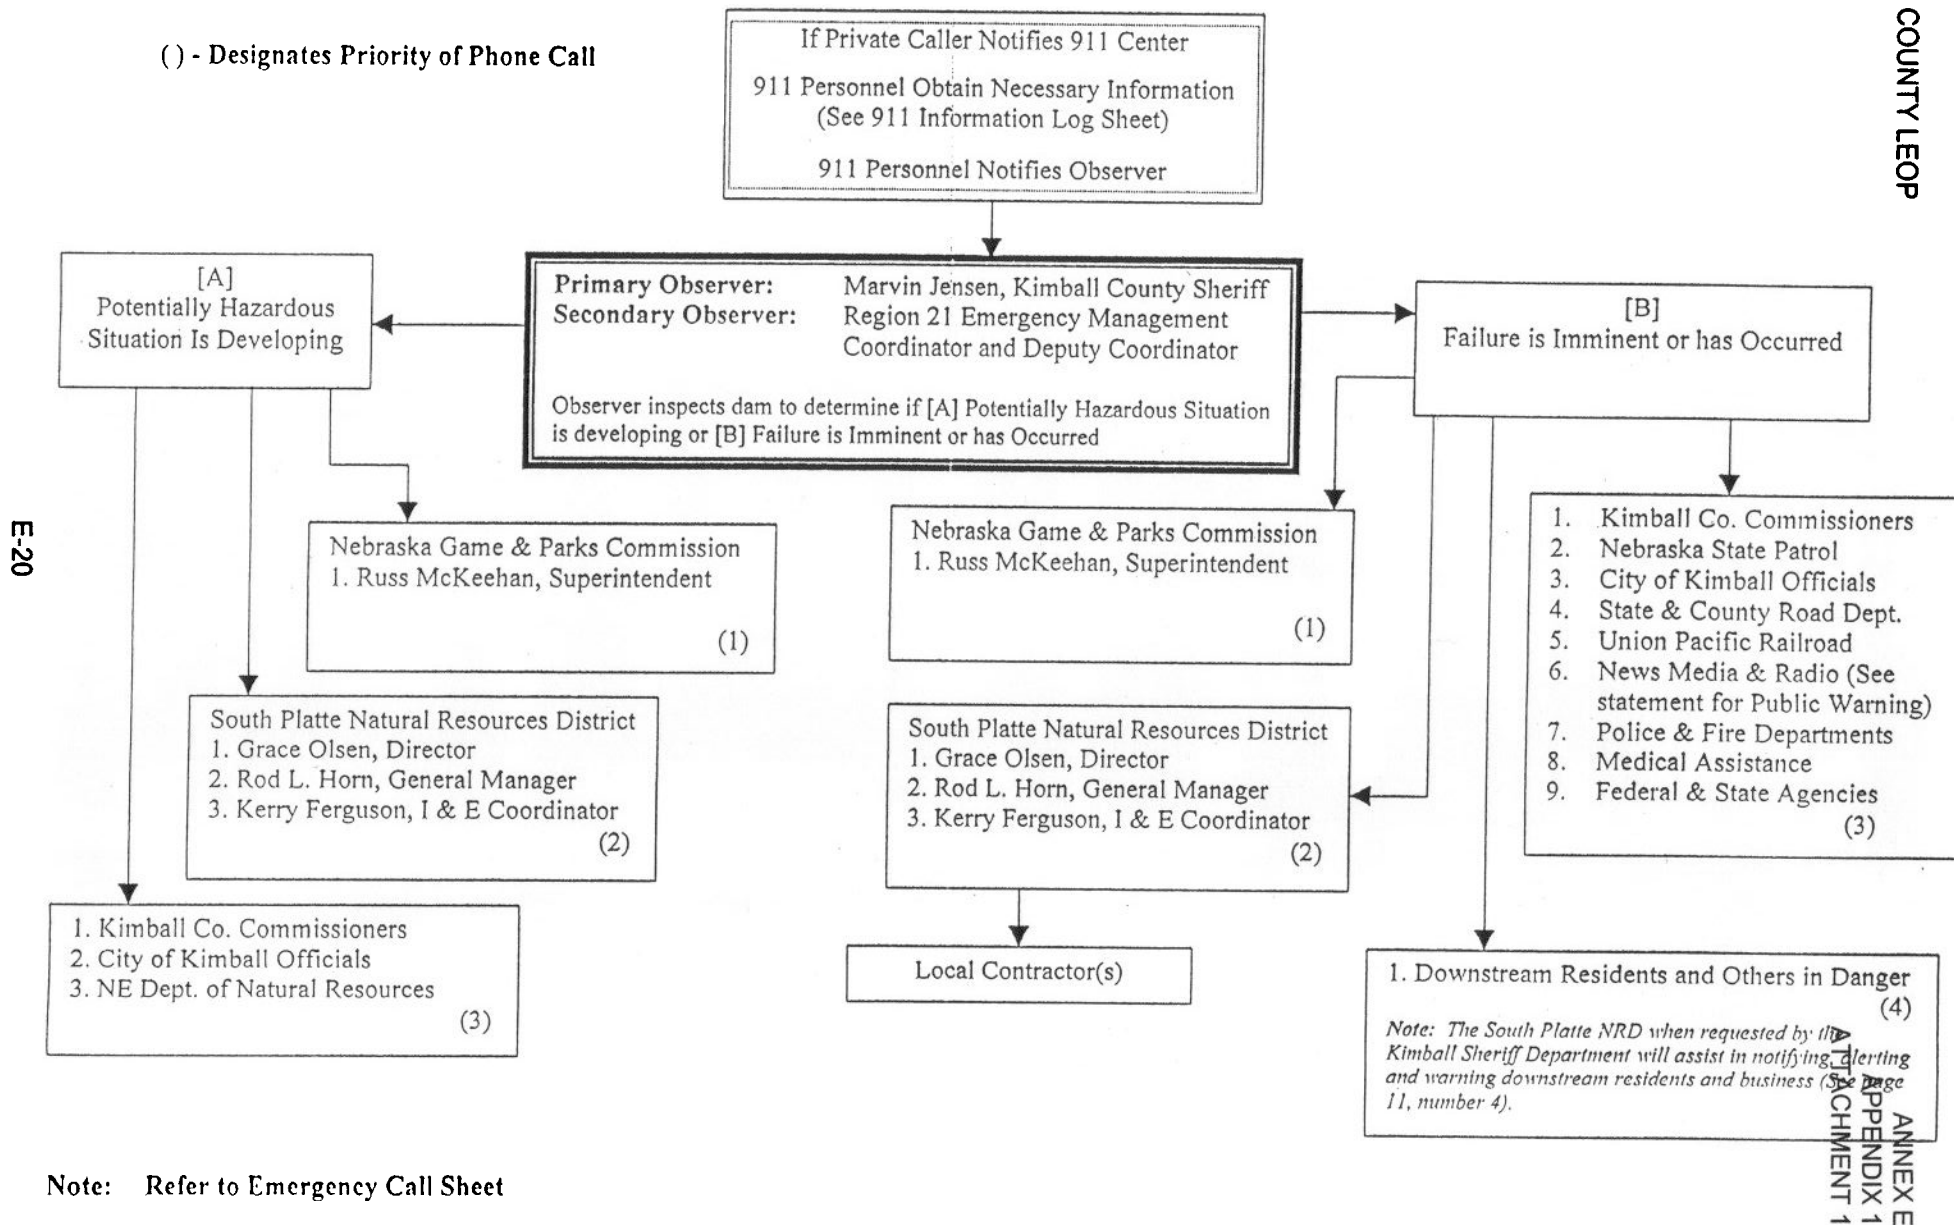 COUNTY LEOP
( ) - Designates Priority of Phone Call
If Private Caller Notifies 911 Center
911 Personnel Obtain Necessary Information
(See 911 Information Log Sheet)
911 Personnel Notifies Observer
[A]
Potentially Hazardous
Situation Is Developing
Primary Observer: Marvin Jensen, Kimball County Sheriff
Secondary Observer: Region 21 Emergency Management
Coordinator and Deputy Coordinator
Observer inspects dam to determine if [A] Potentially Hazardous Situation
is developing or [B] Failure is Imminent or has Occurred
[B]
Failure is Imminent or has Occurred
Nebraska Game & Parks Commission
1. Russ McKeehan, Superintendent
(1)
South Platte Natural Resources District
1. Grace Olsen, Director
2. Rod L. Horn, General Manager
3. Kerry Ferguson, I & E Coordinator
(2)
1. Kimball Co. Commissioners
2. City of Kimball Officials
3. NE Dept. of Natural Resources
(3)
Nebraska Game & Parks Commission
1. Russ McKeehan, Superintendent
(1)
South Platte Natural Resources District
1. Grace Olsen, Director
2. Rod L. Horn, General Manager
3. Kerry Ferguson, I & E Coordinator
(2)
Local Contractor(s)
1. Kimball Co. Commissioners
2. Nebraska State Patrol
3. City of Kimball Officials
4. State & County Road Dept.
5. Union Pacific Railroad
6. News Media & Radio (See
statement for Public Warning)
7. Police & Fire Departments
8. Medical Assistance
9. Federal & State Agencies
(3)
1. Downstream Residents and Others in Danger
(4)
Note: The South Platte NRD when requested by the
Kimball Sheriff Department will assist in notifying, alerting
and warning downstream residents and business (See page
11, number 4).
Note: Refer to Emergency Call Sheet
E-20
ANNEX E
APPENDIX 1
ATTACHMENT 1